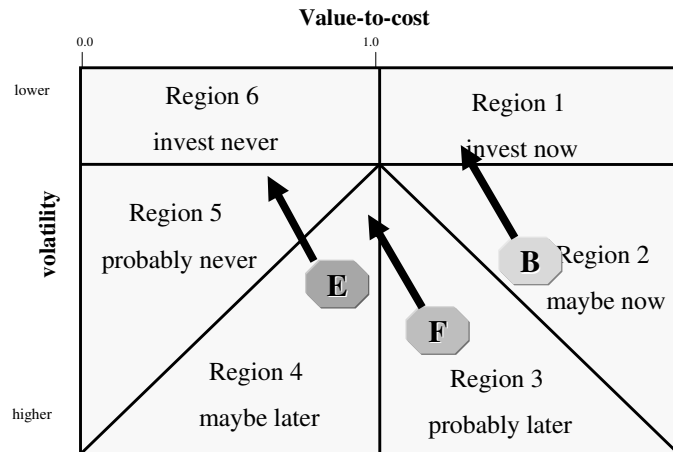 Value-to-cost
0.0
1.0
lower
Region 6
invest never
Region 1
invest now
volatility
Region 5
probably never
B
Region 2
maybe now
E
F
Region 4
maybe later
Region 3
probably later
higher